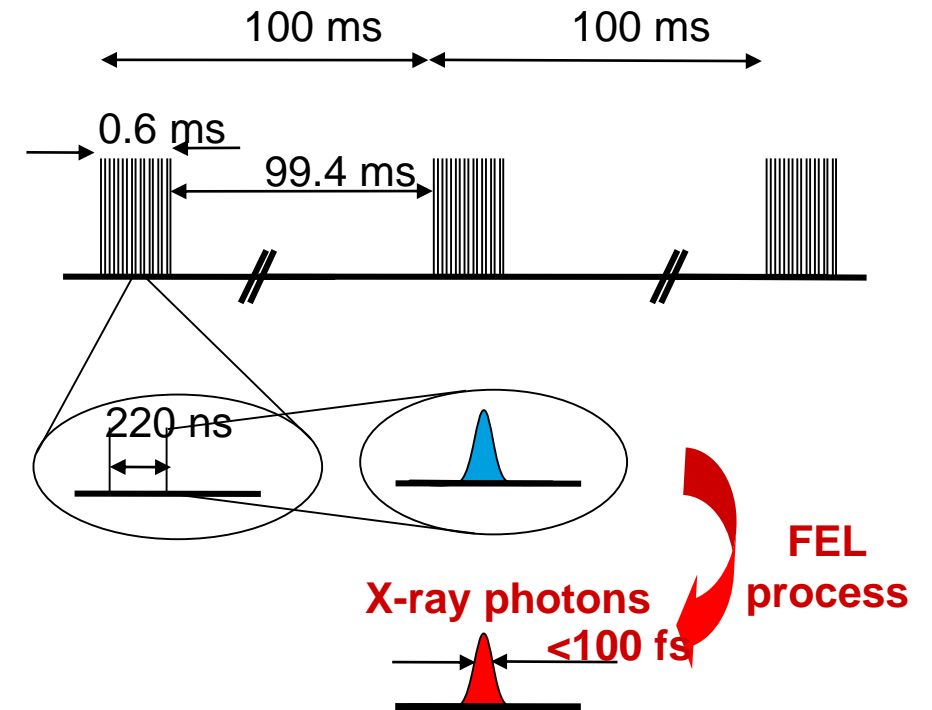 100 ms
100 ms
0.6 ms
99.4 ms
220 ns
FEL
process
X-ray photons
<100 fs